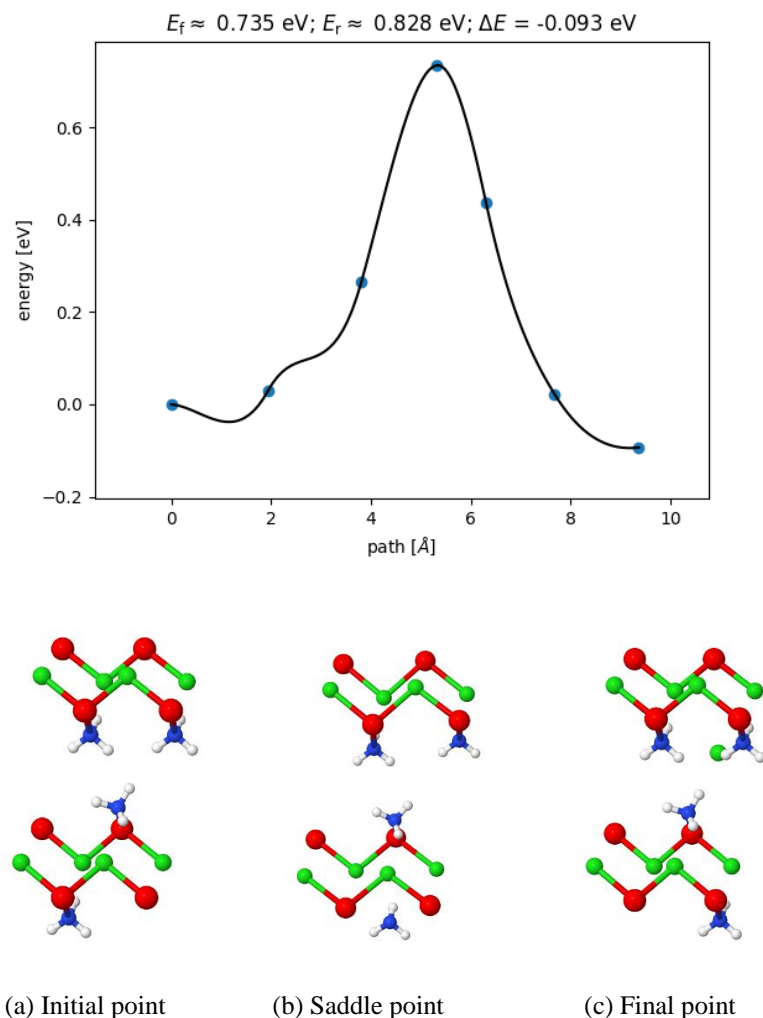 E_f ≈ 0.735 eV; E_r ≈ 0.828 eV; ΔE = -0.093 eV
0.6
0.4
0.2
0.0
−0.2
energy [eV]
0 2 4 6 8 10
path [Å]
(a) Initial point (b) Saddle point (c) Final point